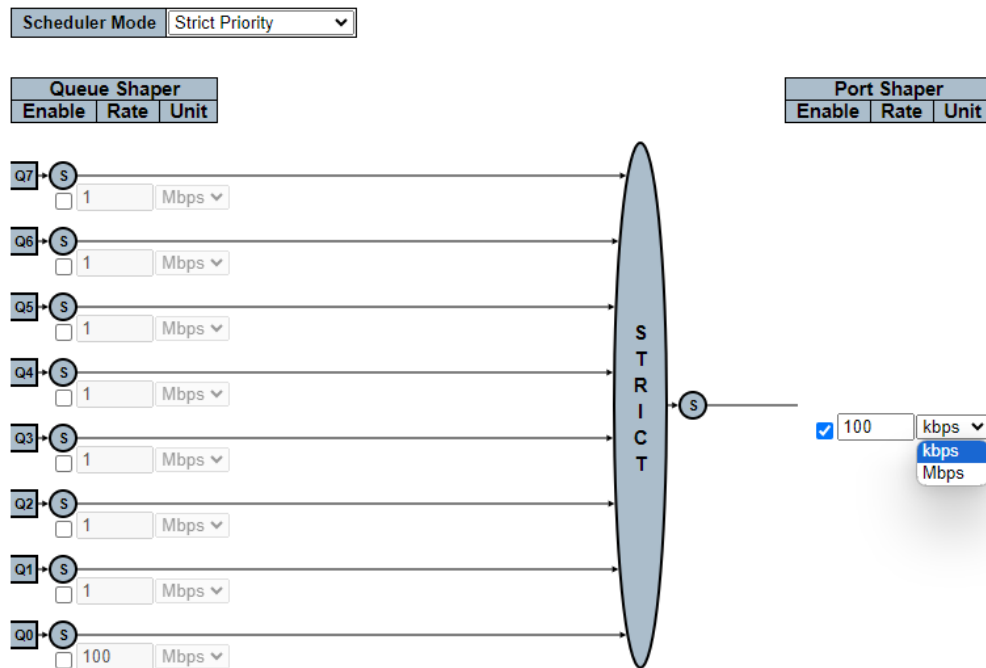 Scheduler Mode Strict Priority
Queue Shaper Port Shaper
Enable Rate Unit Enable Rate Unit
Q7 S
1 Mbps
Q6 S
1 Mbps
Q5 S
1 Mbps
Q4 S
1 Mbps
Q3 S
1 Mbps
Q2 S
1 Mbps
Q1 S
1 Mbps
Q0 S
100 Mbps
STRICT
S
100 kbps
kbps
Mbps